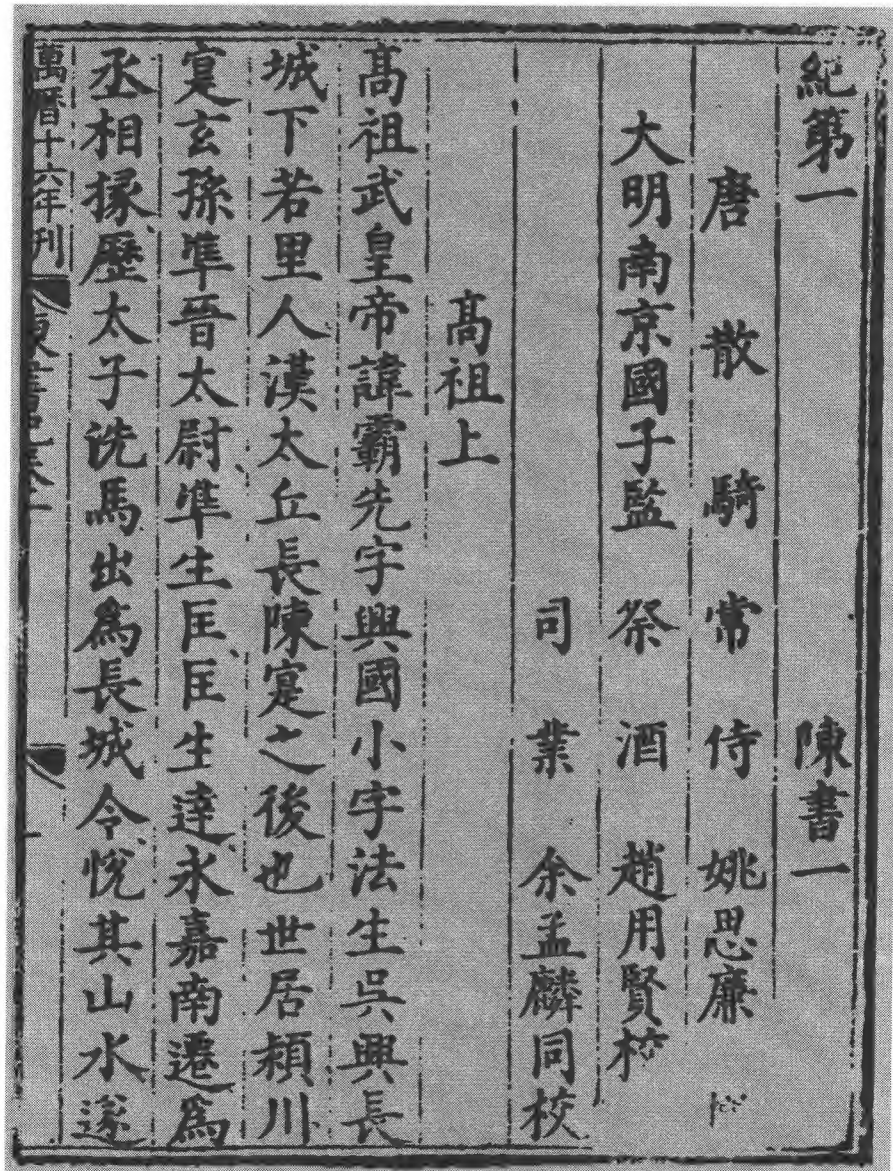 紀第一 陳書一
唐散騎常侍姚思廉
大明南京國子監祭酒趙用賢校
司業余孟麟同校
高祖上
髙祖武皇帝諱霸先字興國小字法生吳興長
城下若里人漢太丘長陳寔之後也世居頴川
寔玄孫凖晉太尉凖生匡匡生達永嘉南遷爲
丞相掾歷太子洗馬出爲長城令悅其山水遂
萬曆十六年刊